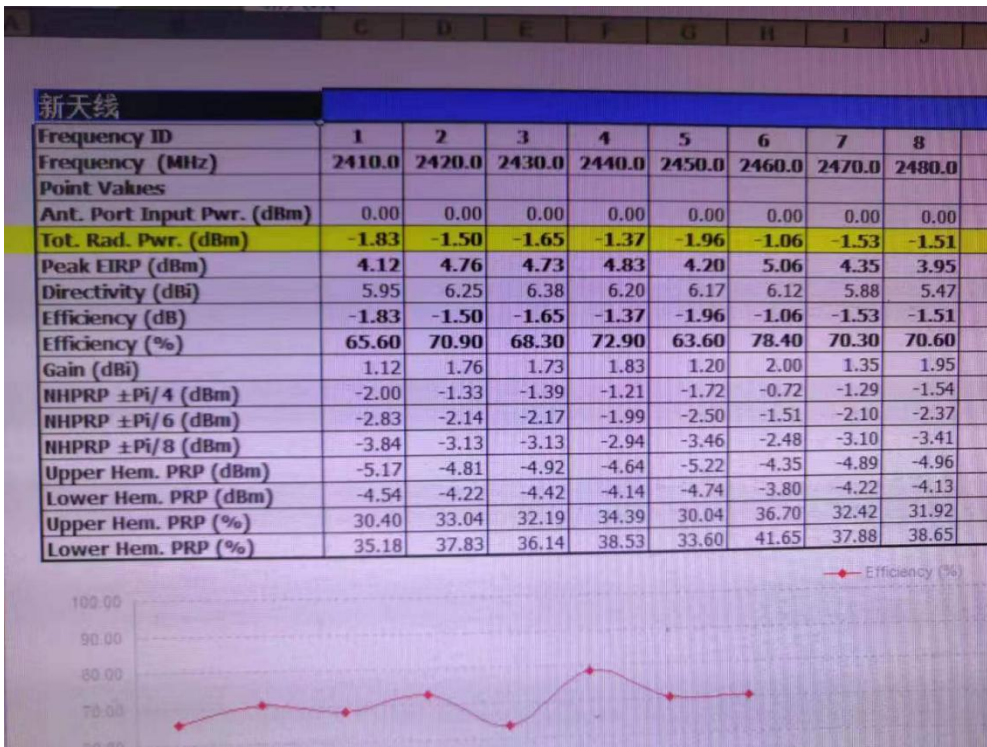 C D E F G H I J
新天线
Frequency ID 1 2 3 4 5 6 7 8
Frequency (MHz) 2410.0 2420.0 2430.0 2440.0 2450.0 2460.0 2470.0 2480.0
Point Values
Ant. Port Input Pwr. (dBm) 0.00 0.00 0.00 0.00 0.00 0.00 0.00 0.00
Tot. Rad. Pwr. (dBm) -1.83 -1.50 -1.65 -1.37 -1.96 -1.06 -1.53 -1.51
Peak EIRP (dBm) 4.12 4.76 4.73 4.83 4.20 5.06 4.35 3.95
Directivity (dBi) 5.95 6.25 6.38 6.20 6.17 6.12 5.88 5.47
Efficiency (dB) -1.83 -1.50 -1.65 -1.37 -1.96 -1.06 -1.53 -1.51
Efficiency (%) 65.60 70.90 68.30 72.90 63.60 78.40 70.30 70.60
Gain (dBi) 1.12 1.76 1.73 1.83 1.20 2.00 1.35 1.95
NHPRP ±Pi/4 (dBm) -2.00 -1.33 -1.39 -1.21 -1.72 -0.72 -1.29 -1.54
NHPRP ±Pi/6 (dBm) -2.83 -2.14 -2.17 -1.99 -2.50 -1.51 -2.10 -2.37
NHPRP ±Pi/8 (dBm) -3.84 -3.13 -3.13 -2.94 -3.46 -2.48 -3.10 -3.41
Upper Hem. PRP (dBm) -5.17 -4.81 -4.92 -4.64 -5.22 -4.35 -4.89 -4.96
Lower Hem. PRP (dBm) -4.54 -4.22 -4.42 -4.14 -4.74 -3.80 -4.22 -4.13
Upper Hem. PRP (%) 30.40 33.04 32.19 34.39 30.04 36.70 32.42 31.92
Lower Hem. PRP (%) 35.18 37.83 36.14 38.53 33.60 41.65 37.88 38.65
Efficiency (%)
100.00
90.00
80.00
70.00